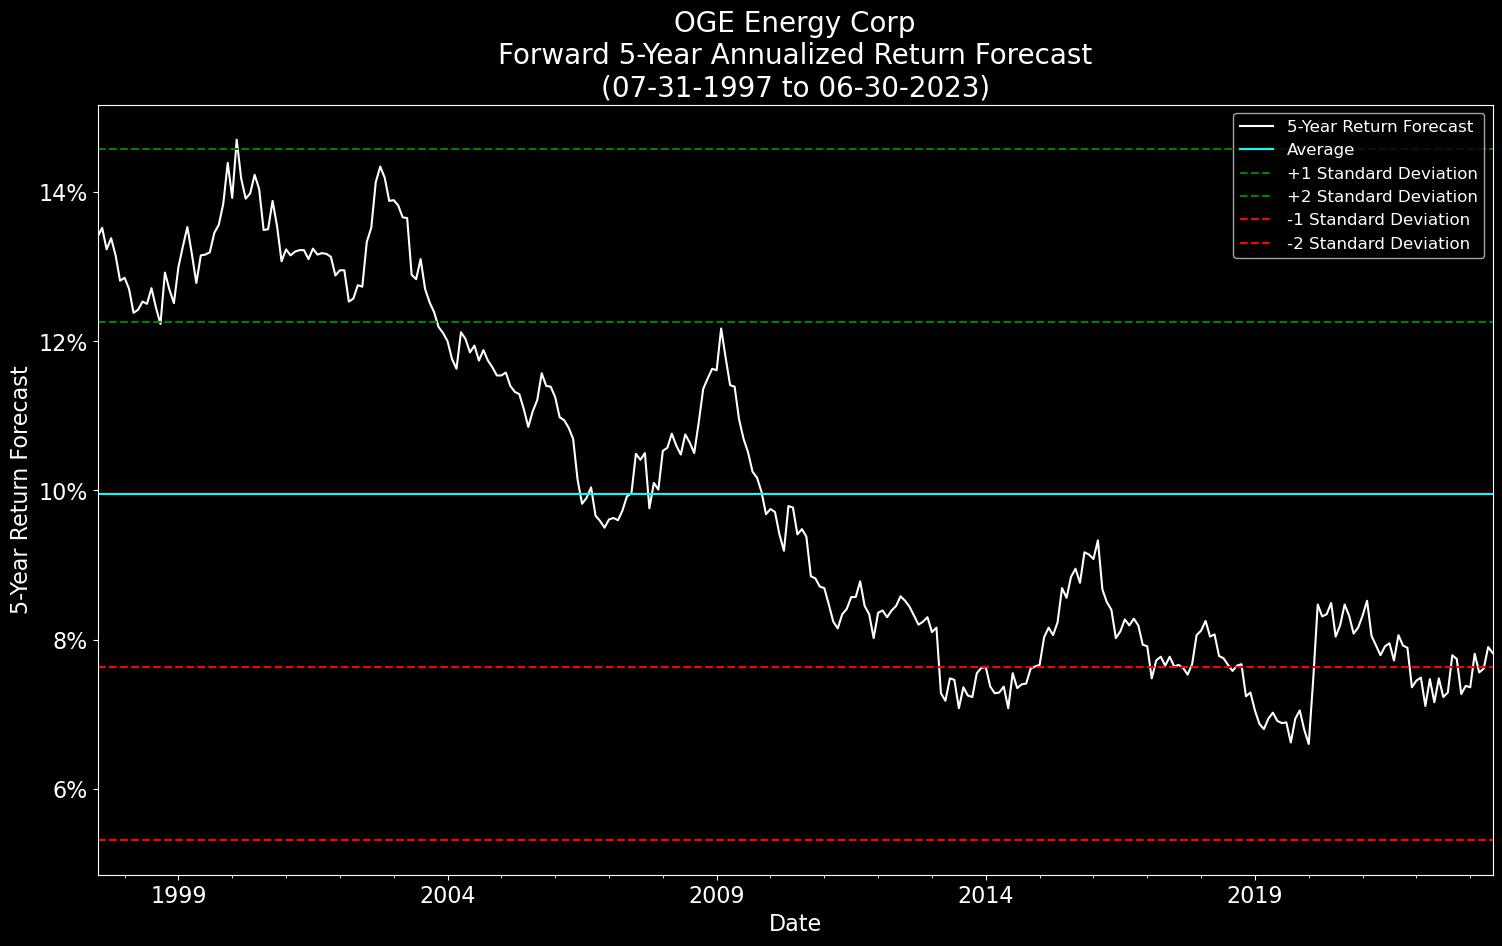 OGE Energy Corp
Forward 5-Year Annualized Return Forecast
(07-31-1997 to 06-30-2023)
5-Year Return Forecast
Average
+1 Standard Deviation
+2 Standard Deviation
-1 Standard Deviation
-2 Standard Deviation
14%
12%
10%
8%
6%
5-Year Return Forecast
1999
2004
2009
2014
2019
Date